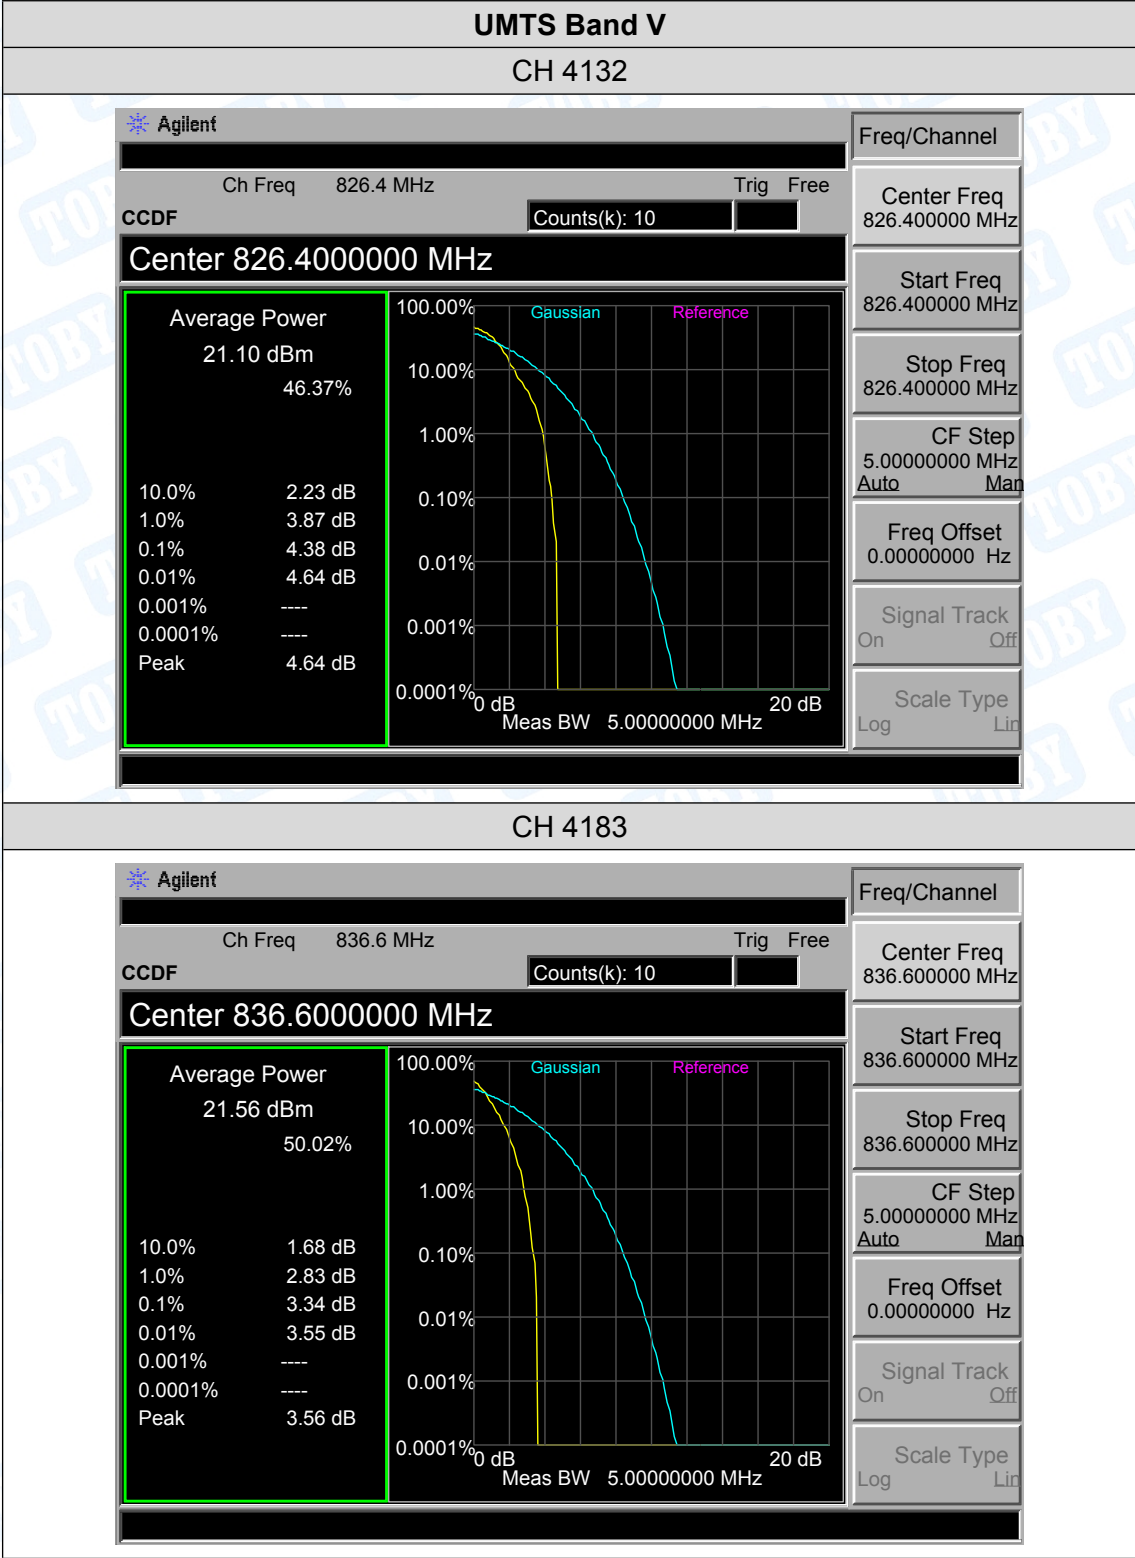 UMTS Band V
CH 4132
Agilent
Freq/Channel
Ch Freq 826.4 MHz Trig Free
CCDF Counts(k): 10
Center 826.4000000 MHz
Average Power
21.10 dBm
46.37%
10.0% 2.23 dB
1.0% 3.87 dB
0.1% 4.38 dB
0.01% 4.64 dB
0.001% ----
0.0001% ----
Peak 4.64 dB
Gaussian Reference
100.00%
10.00%
1.00%
0.10%
0.01%
0.001%
0.0001%
0 dB 20 dB
Meas BW 5.00000000 MHz
Center Freq
826.400000 MHz
Start Freq
826.400000 MHz
Stop Freq
826.400000 MHz
CF Step
5.00000000 MHz
Auto Man
Freq Offset
0.00000000 Hz
Signal Track
On Off
Scale Type
Log Lin
CH 4183
Agilent
Freq/Channel
Ch Freq 836.6 MHz Trig Free
CCDF Counts(k): 10
Center 836.6000000 MHz
Average Power
21.56 dBm
50.02%
10.0% 1.68 dB
1.0% 2.83 dB
0.1% 3.34 dB
0.01% 3.55 dB
0.001% ----
0.0001% ----
Peak 3.56 dB
Gaussian Reference
100.00%
10.00%
1.00%
0.10%
0.01%
0.001%
0.0001%
0 dB 20 dB
Meas BW 5.00000000 MHz
Center Freq
836.600000 MHz
Start Freq
836.600000 MHz
Stop Freq
836.600000 MHz
CF Step
5.00000000 MHz
Auto Man
Freq Offset
0.00000000 Hz
Signal Track
On Off
Scale Type
Log Lin
TOBY